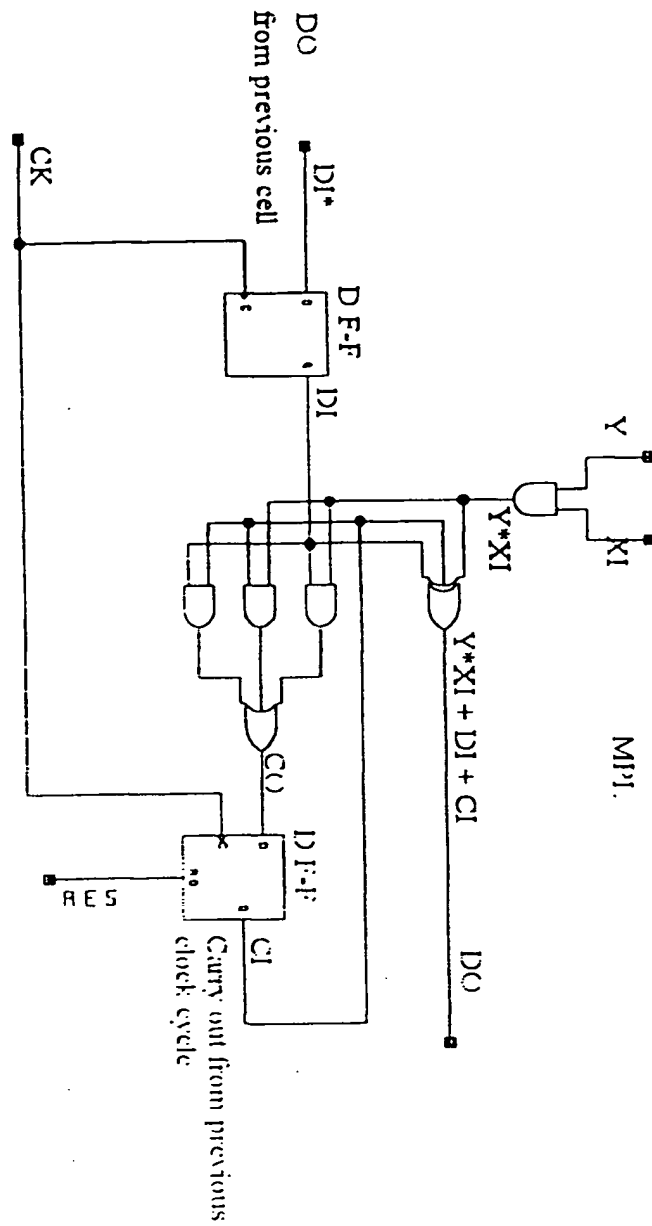 MPL
Y
XI
Y*XI
Y*XI + DI + CI
DO
DO
from previous cell
DI*
D F-F
D
Q
C
DI
CO
D F-F
D
Q
C
RD
CI
Carry out from previous
clock cycle
CK
RES